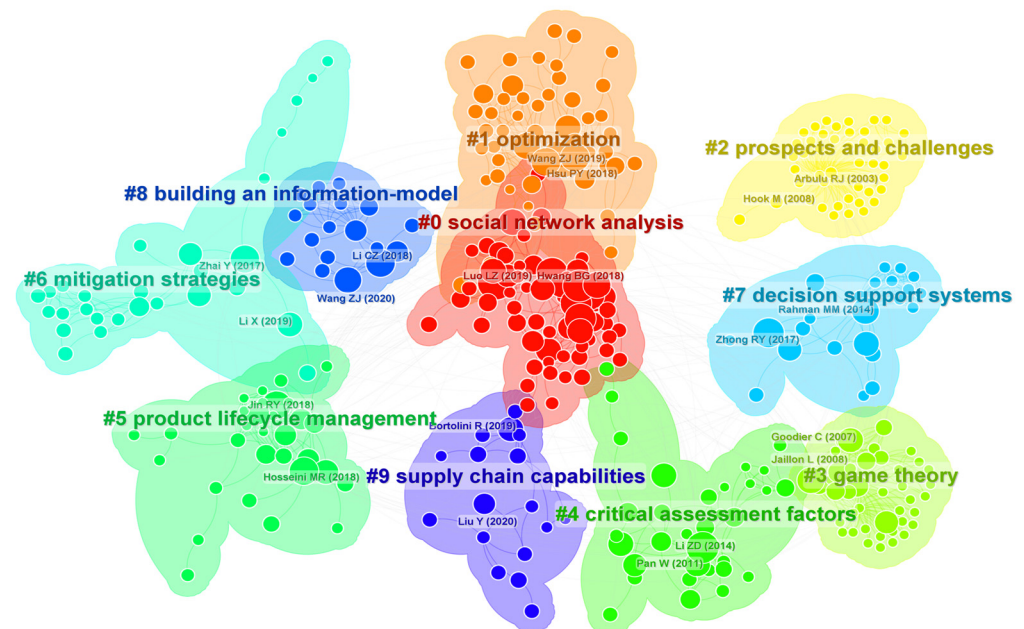 #1 optimization
Wang ZJ (2019)
Hsu PY (2018)
#2 prospects and challenges
Arbulu RJ (2003)
Hook M (2008)
#8 building an information-model
Li CZ (2018)
Wang ZJ (2020)
#0 social network analysis
Luo LZ (2019)
Hwang BG (2018)
#6 mitigation strategies
Zhai Y (2017)
Li X (2019)
#7 decision support systems
Rahman MM (2014)
Zhong RY (2017)
#5 product lifecycle management
Jin RY (2018)
Hosseini MR (2018)
#9 supply chain capabilities
Bortolini R (2019)
Liu Y (2020)
#3 game theory
Goodier C (2007)
Jaillon L (2008)
#4 critical assessment factors
Li ZD (2014)
Pan W (2011)